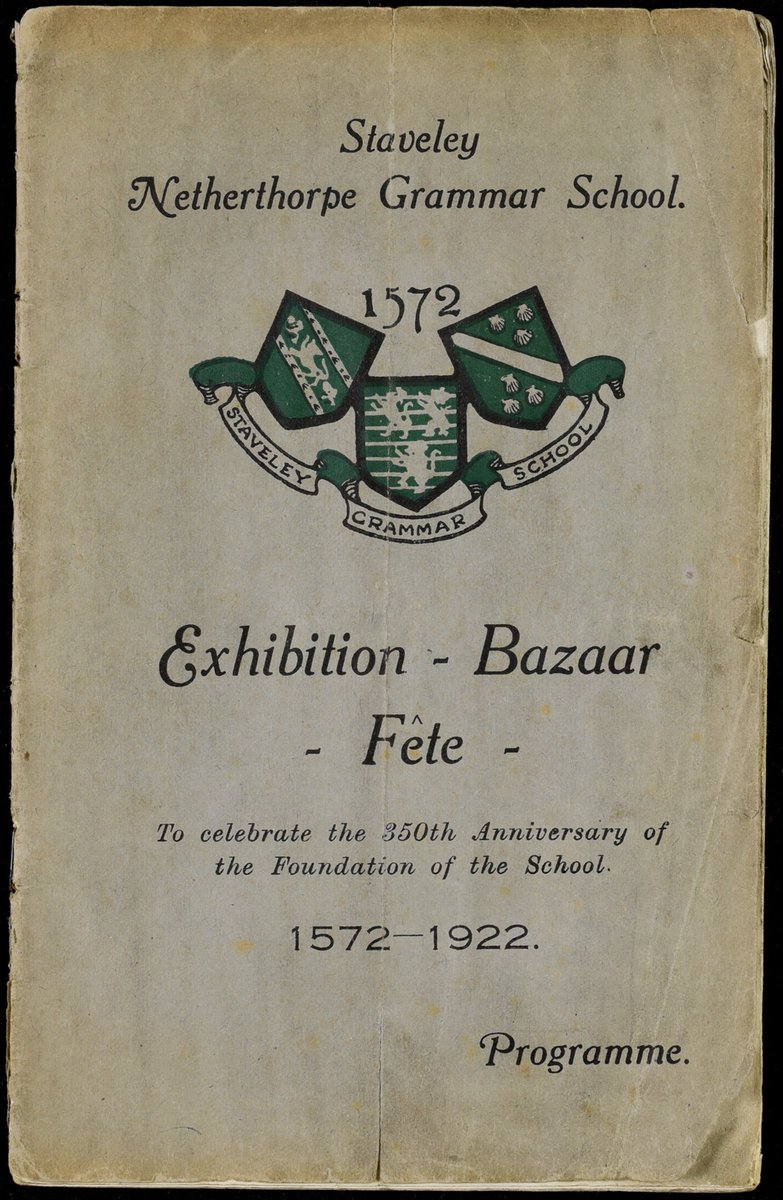 Staveley
Netherthorpe Grammar School.
1572
STAVELEY
GRAMMAR
SCHOOL
Exhibition - Bazaar
- Fête -
To celebrate the 350th Anniversary of
the Foundation of the School.
1572—1922.
Programme.